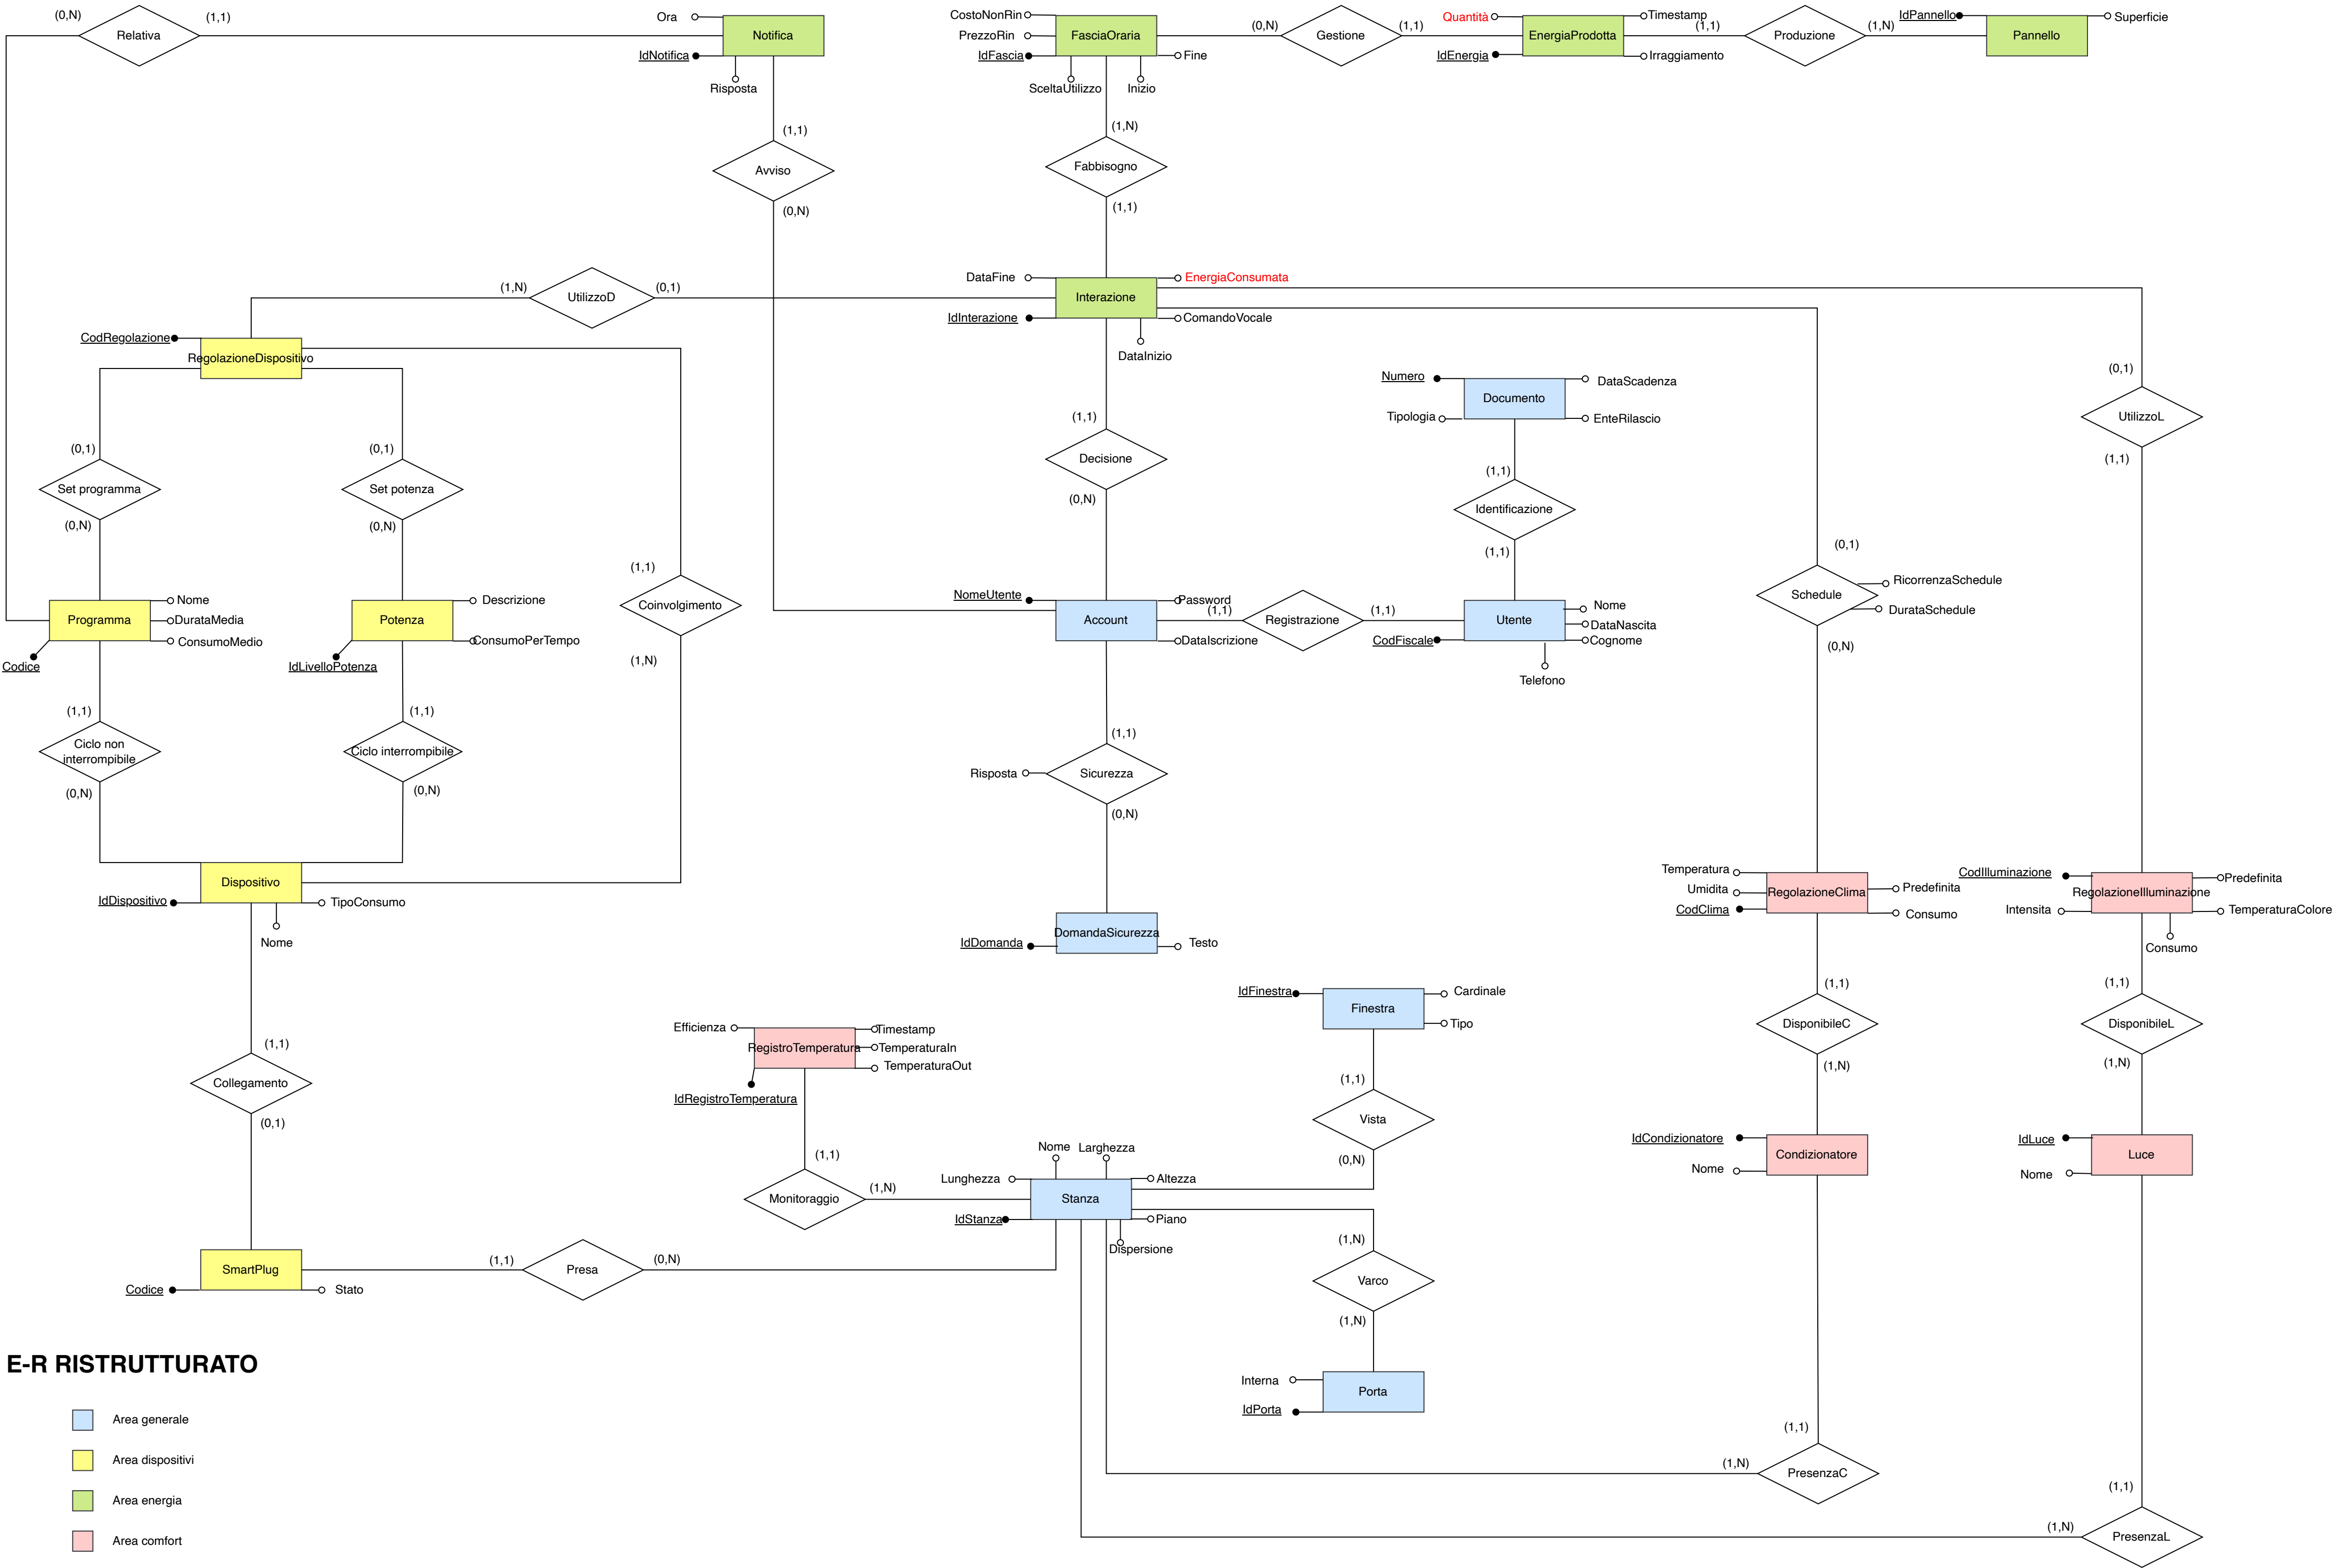 (0,N)
Relativa
(1,1)
Ora
Notifica
IdNotifica
Risposta
CostoNonRin
PrezzoRin
FasciaOraria
IdFascia
Fine
SceltaUtilizzo
Inizio
(0,N)
Gestione
(1,1)
Quantità
Timestamp
EnergiaProdotta
IdEnergia
Irraggiamento
(1,1)
Produzione
(1,N)
IdPannello
Superficie
Pannello
(1,1)
Avviso
(0,N)
(1,N)
Fabbisogno
(1,1)
(1,N)
UtilizzoD
(0,1)
DataFine
EnergiaConsumata
Interazione
IdInterazione
ComandoVocale
DataInizio
CodRegolazione
RegolazioneDispositivo
(0,1)
Set programma
(0,N)
(0,1)
Set potenza
(0,N)
(1,1)
Decisione
(0,N)
Numero
Documento
DataScadenza
Tipologia
EnteRilascio
(1,1)
Identificazione
(1,1)
(0,1)
UtilizzoL
(1,1)
(0,1)
Schedule
RicorrenzaSchedule
DurataSchedule
(0,N)
(1,1)
Coinvolgimento
(1,N)
Nome
Programma
DurataMedia
ConsumoMedio
Codice
Descrizione
Potenza
ConsumoPerTempo
IdLivelloPotenza
NomeUtente
Password
Account
DataIscrizione
(1,1)
Registrazione
(1,1)
Nome
Utente
DataNascita
CodFiscale
Cognome
Telefono
(1,1)
Ciclo non
interrompibile
(0,N)
(1,1)
Ciclo interrompibile
(0,N)
(1,1)
Risposta
Sicurezza
(0,N)
Dispositivo
IdDispositivo
TipoConsumo
Nome
DomandaSicurezza
IdDomanda
Testo
Temperatura
Umidita
CodClima
RegolazioneClima
Predefinita
Consumo
CodIlluminazione
RegolazioneIlluminazione
Predefinita
Intensita
TemperaturaColore
Consumo
(1,1)
Collegamento
(0,1)
Efficienza
Timestamp
RegistroTemperatura
TemperaturaIn
TemperaturaOut
IdRegistroTemperatura
IdFinestra
Finestra
Cardinale
Tipo
(1,1)
Vista
(0,N)
(1,1)
DisponibileC
(1,N)
(1,1)
DisponibileL
(1,N)
(1,1)
Monitoraggio
(1,N)
Nome
Larghezza
Lunghezza
Altezza
Stanza
IdStanza
Piano
Dispersione
IdCondizionatore
Condizionatore
Nome
IdLuce
Luce
Nome
SmartPlug
Codice
Stato
(1,1)
Presa
(0,N)
(1,N)
Varco
(1,N)
Interna
Porta
IdPorta
(1,1)
(1,N)
PresenzaC
(1,1)
(1,N)
PresenzaL
E-R RISTRUTTURATO
Area generale
Area dispositivi
Area energia
Area comfort